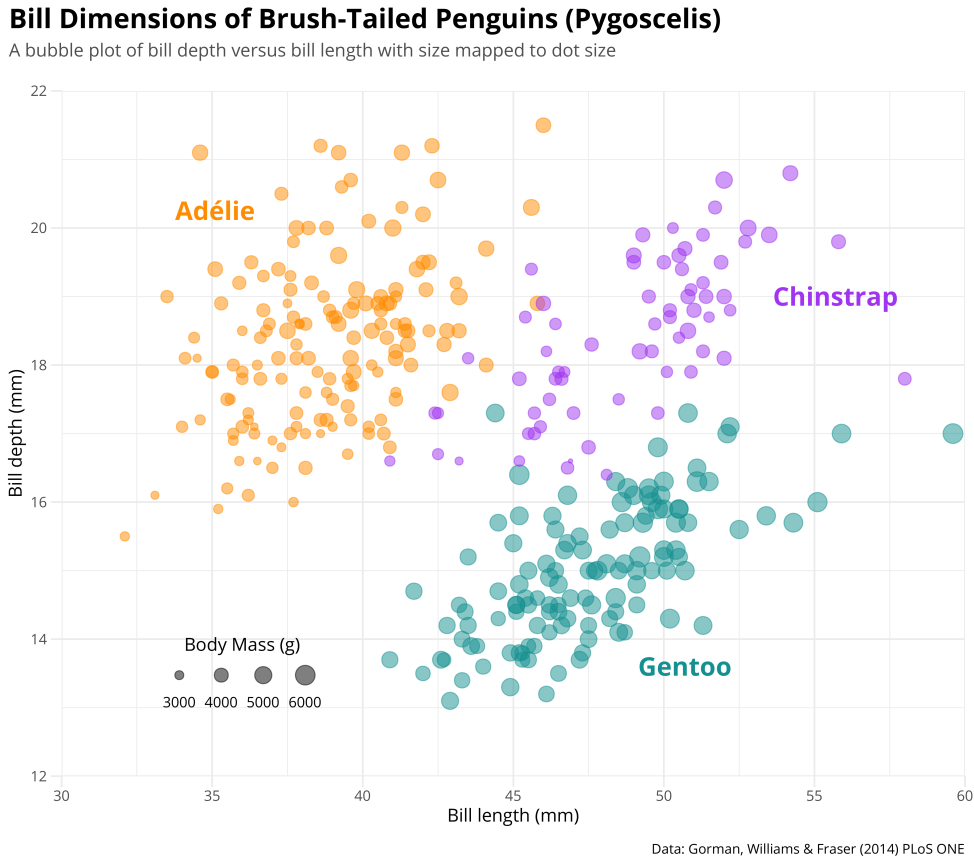 Bill Dimensions of Brush-Tailed Penguins (Pygoscelis)
A bubble plot of bill depth versus bill length with size mapped to dot size
22
20
18
16
14
12
Bill depth (mm)
Adélie
Chinstrap
Gentoo
Body Mass (g)
3000 4000 5000 6000
30 35 40 45 50 55 60
Bill length (mm)
Data: Gorman, Williams & Fraser (2014) PLoS ONE